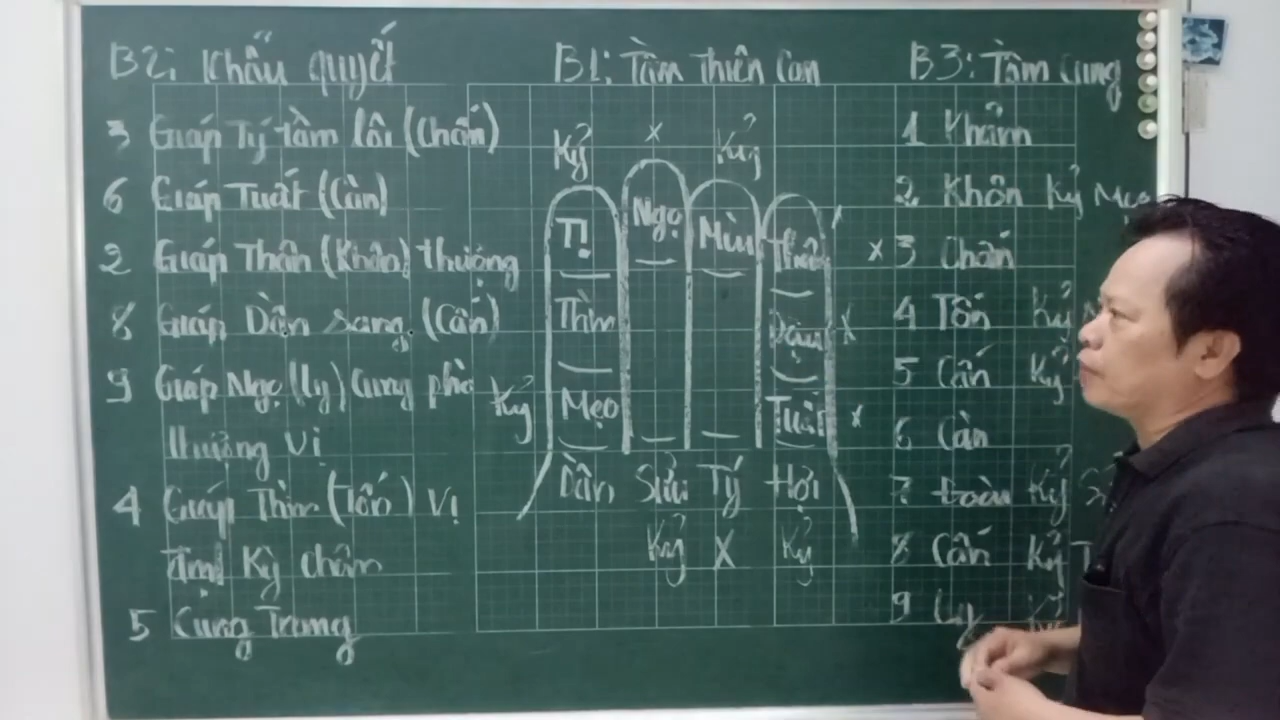 B2: Khẩu quyết
3 Giáp Tý tầm lôi (Chấn)
6 Giáp Tuất (Càn)
2 Giáp Thân (Khôn) thượng
8 Giáp Dần sang (Cấn)
9 Giáp Ngọ (Ly) Cung phò
thượng vị
4 Giáp Thìn (Tốn) Vị
Kỳ chân
5 Cung Trung
B1: Tầm Thiên Can
Kỷ X Kỷ
Tị Ngọ Mùi Thân
Thìn Dậu X
Kỷ Mẹo Tuất X
Dần Sửu Tý Hợi
Kỷ X Kỷ
B3: Tầm Cung
1 Khảm
2 Khôn Kỷ Mẹo
X 3 Chấn
4 Tốn Kỷ
5 Cấn Kỷ
6 Càn
7 Đoài Kỷ
8 Cấn Kỷ
9 Ly Kỷ